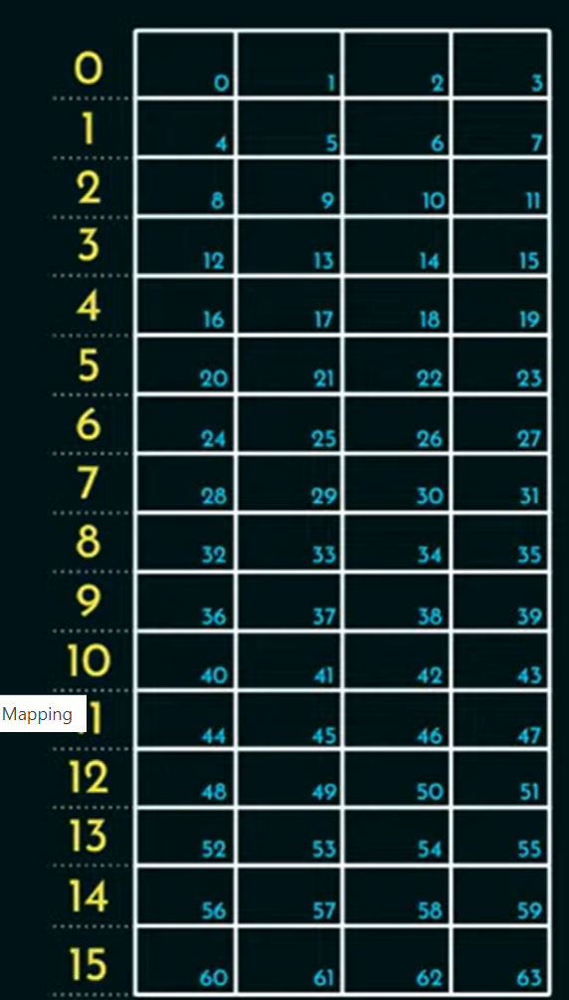 0 0 1 2 3
1 4 5 6 7
2 8 9 10 11
3 12 13 14 15
4 16 17 18 19
5 20 21 22 23
6 24 25 26 27
7 28 29 30 31
8 32 33 34 35
9 36 37 38 39
10 40 41 42 43
Mapping 1 44 45 46 47
12 48 49 50 51
13 52 53 54 55
14 56 57 58 59
15 60 61 62 63